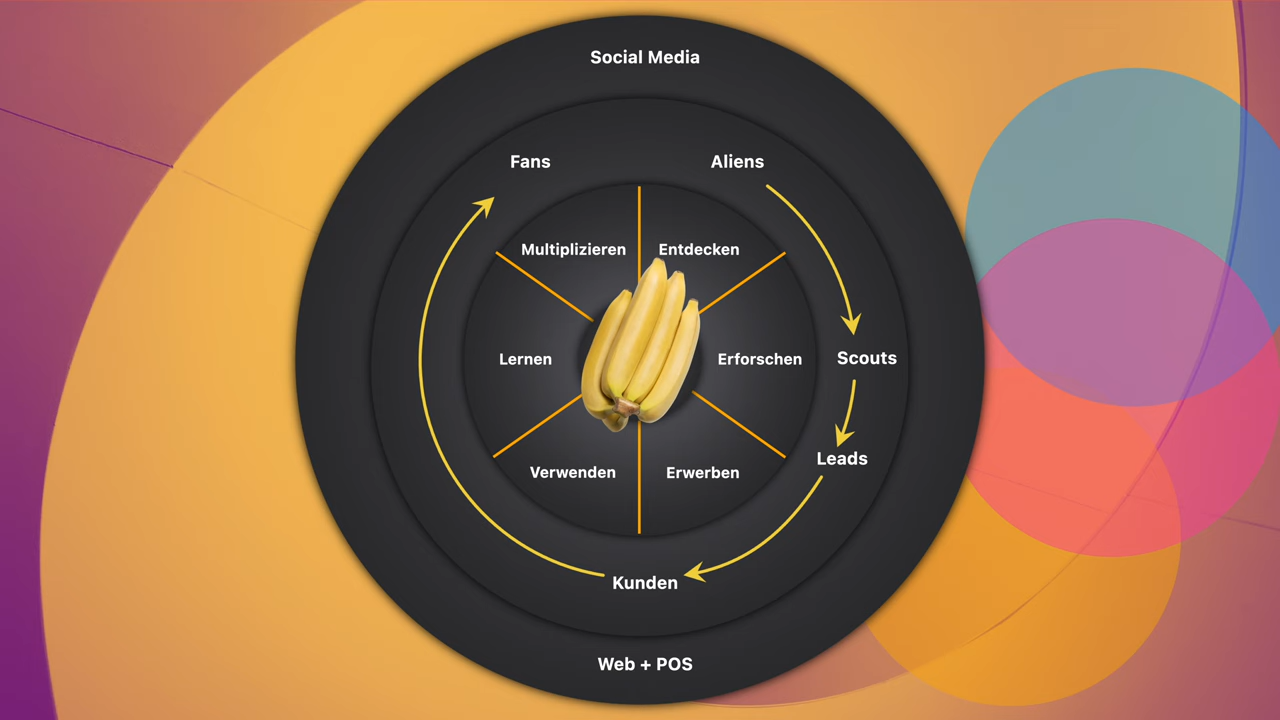 Social Media
Fans
Aliens
Multiplizieren
Entdecken
Lernen
Erforschen
Scouts
Leads
Verwenden
Erwerben
Kunden
Web + POS